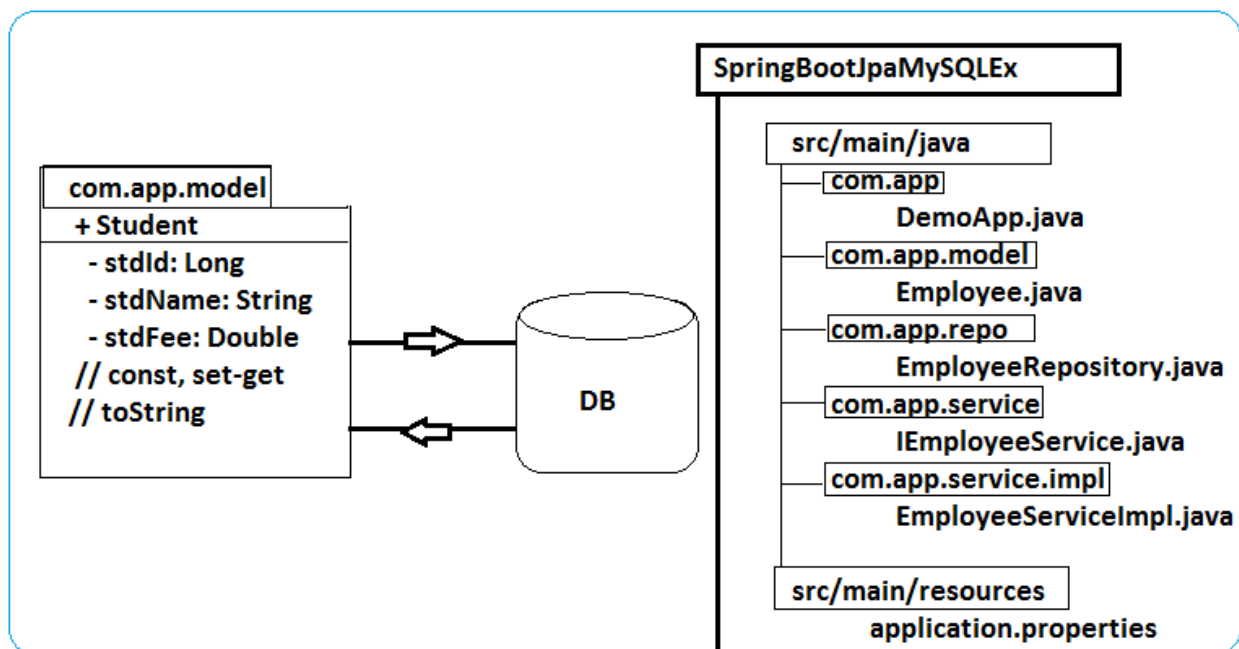 com.app.model
+ Student
- stdId: Long
- stdName: String
- stdFee: Double
// const, set-get
// toString
DB
SpringBootJpaMySQLEx
src/main/java
com.app
DemoApp.java
com.app.model
Employee.java
com.app.repo
EmployeeRepository.java
com.app.service
IEmployeeService.java
com.app.service.impl
EmployeeServiceImpl.java
src/main/resources
application.properties